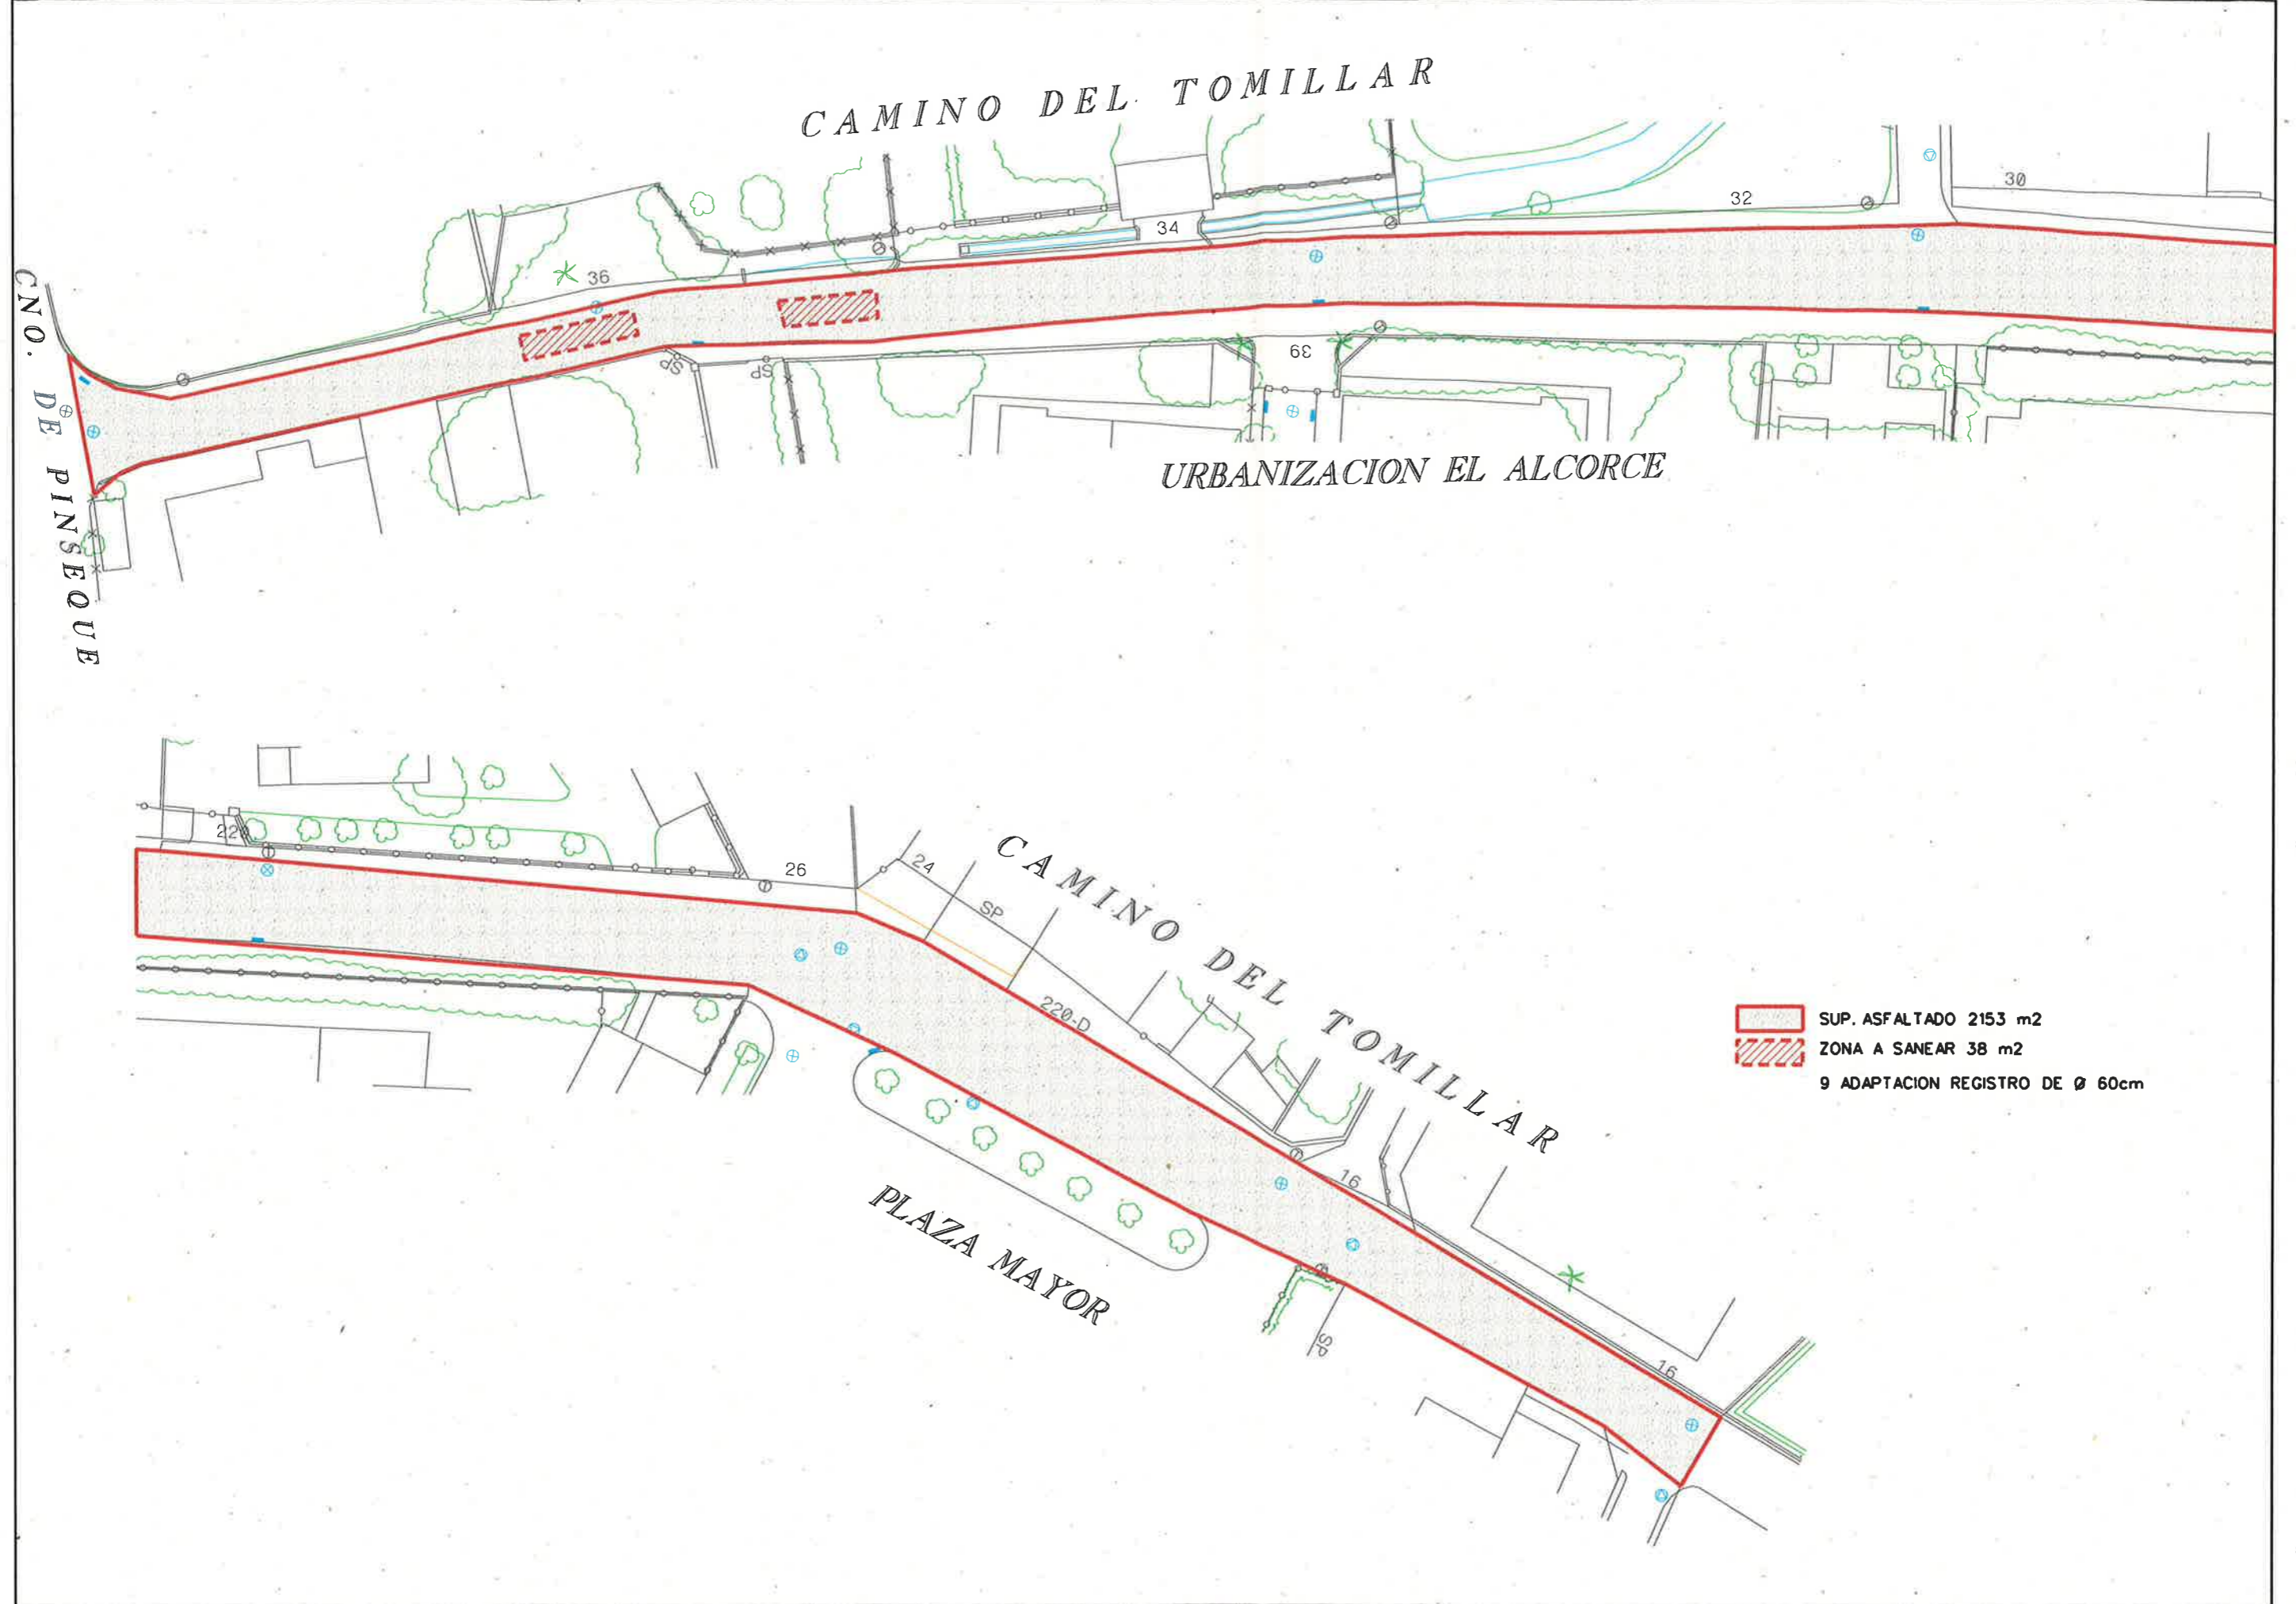 CAMINO DEL TOMILLAR
30
32
34
36
CNO. DE PINSEQUE
SP
SP
39
URBANIZACION EL ALCORCE
26
24
SP
CAMINO DEL TOMILLAR
220-D
16
PLAZA MAYOR
SP
16
SUP. ASFALTADO 2153 m2
ZONA A SANEAR 38 m2
9 ADAPTACION REGISTRO DE Ø 60cm